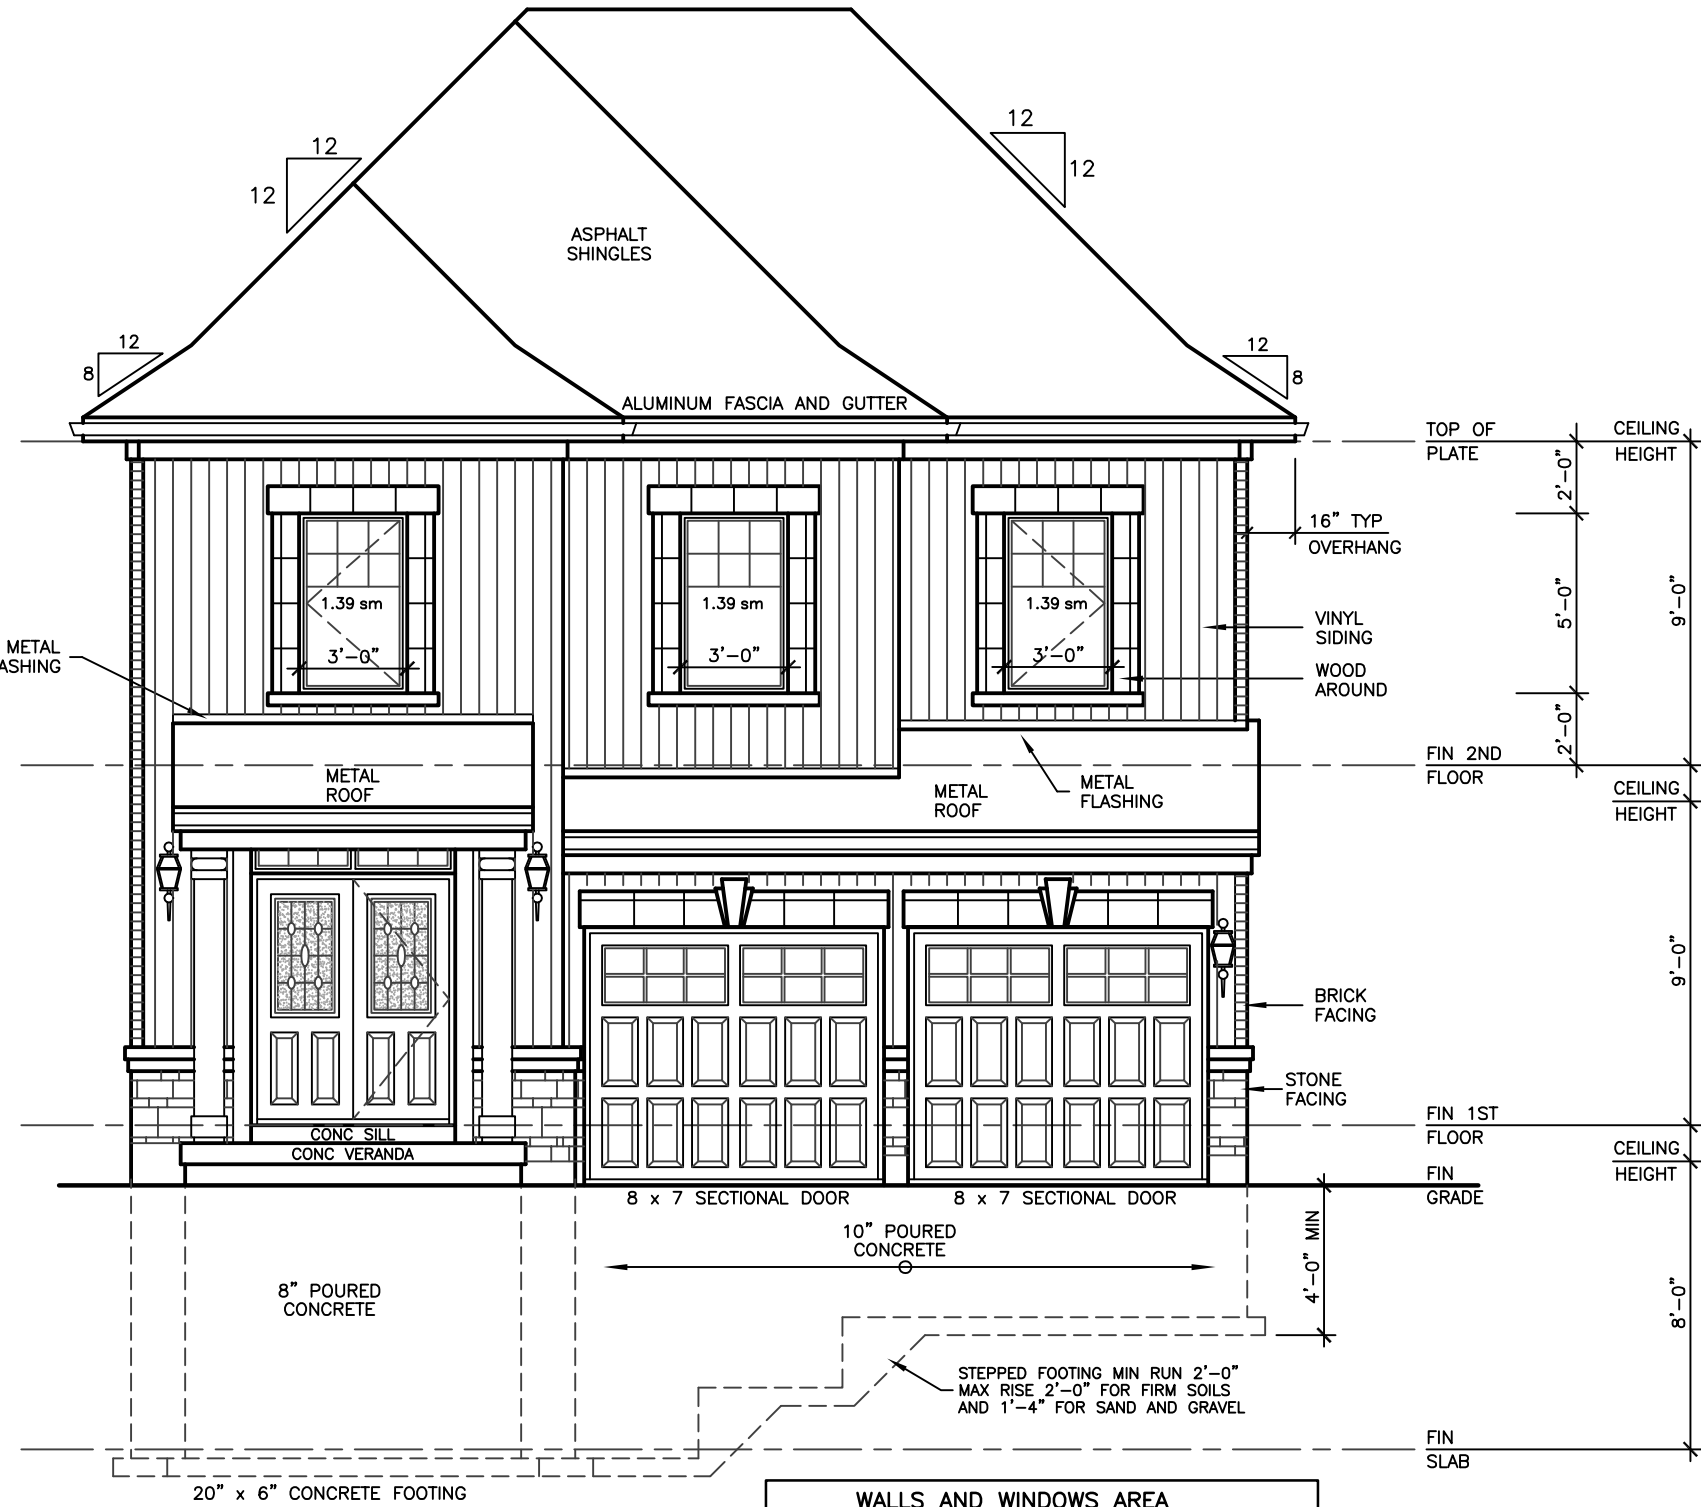 12
12
12
12
ASPHALT
SHINGLES
12
8
12
8
ALUMINUM FASCIA AND GUTTER
TOP OF
PLATE
CEILING
HEIGHT
2'-0"
16" TYP
OVERHANG
1.39 sm
1.39 sm
1.39 sm
5'-0"
9'-0"
VINYL
SIDING
METAL
ASHING
3'-0"
3'-0"
3'-0"
WOOD
AROUND
2'-0"
FIN 2ND
FLOOR
METAL
ROOF
METAL
ROOF
METAL
FLASHING
CEILING
HEIGHT
9'-0"
BRICK
FACING
STONE
FACING
FIN 1ST
FLOOR
CONC SILL
CONC VERANDA
CEILING
HEIGHT
FIN
GRADE
8 x 7 SECTIONAL DOOR
8 x 7 SECTIONAL DOOR
10" POURED
CONCRETE
4'-0" MIN
8" POURED
CONCRETE
8'-0"
STEPPED FOOTING MIN RUN 2'-0"
MAX RISE 2'-0" FOR FIRM SOILS
AND 1'-4" FOR SAND AND GRAVEL
FIN
SLAB
20" x 6" CONCRETE FOOTING
WALLS AND WINDOWS AREA